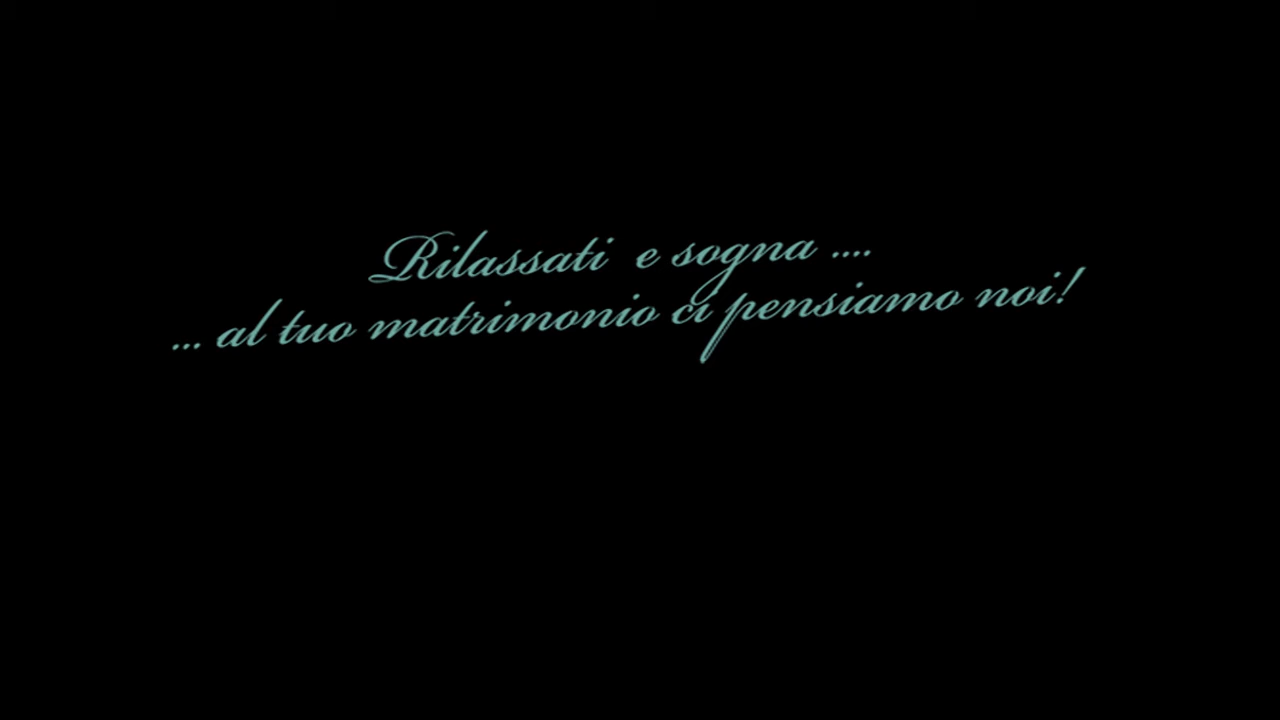 Rilassati e sogna ....
... al tuo matrimonio ci pensiamo noi!